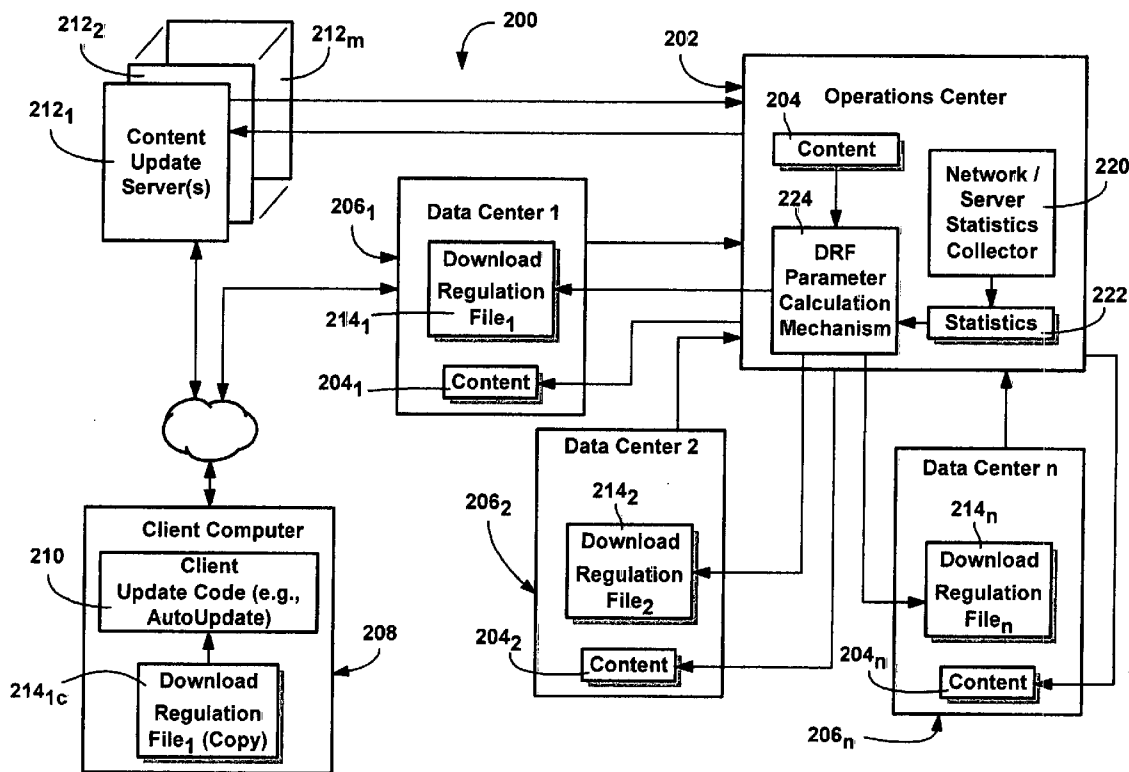 200
212₂
212ₘ
202
212₁
Content
Update
Server(s)
Operations Center
204
Content
220
Network /
Server
Statistics
Collector
224
DRF
Parameter
Calculation
Mechanism
Statistics
222
206₁
Data Center 1
Download
Regulation
File₁
214₁
204₁
Content
Data Center 2
206₂
214₂
Download
Regulation
File₂
204₂
Content
Data Center n
214ₙ
Download
Regulation
Fileₙ
204ₙ
Content
206ₙ
Client Computer
210
Client
Update Code (e.g.,
AutoUpdate)
208
214₁c
Download
Regulation
File₁ (Copy)